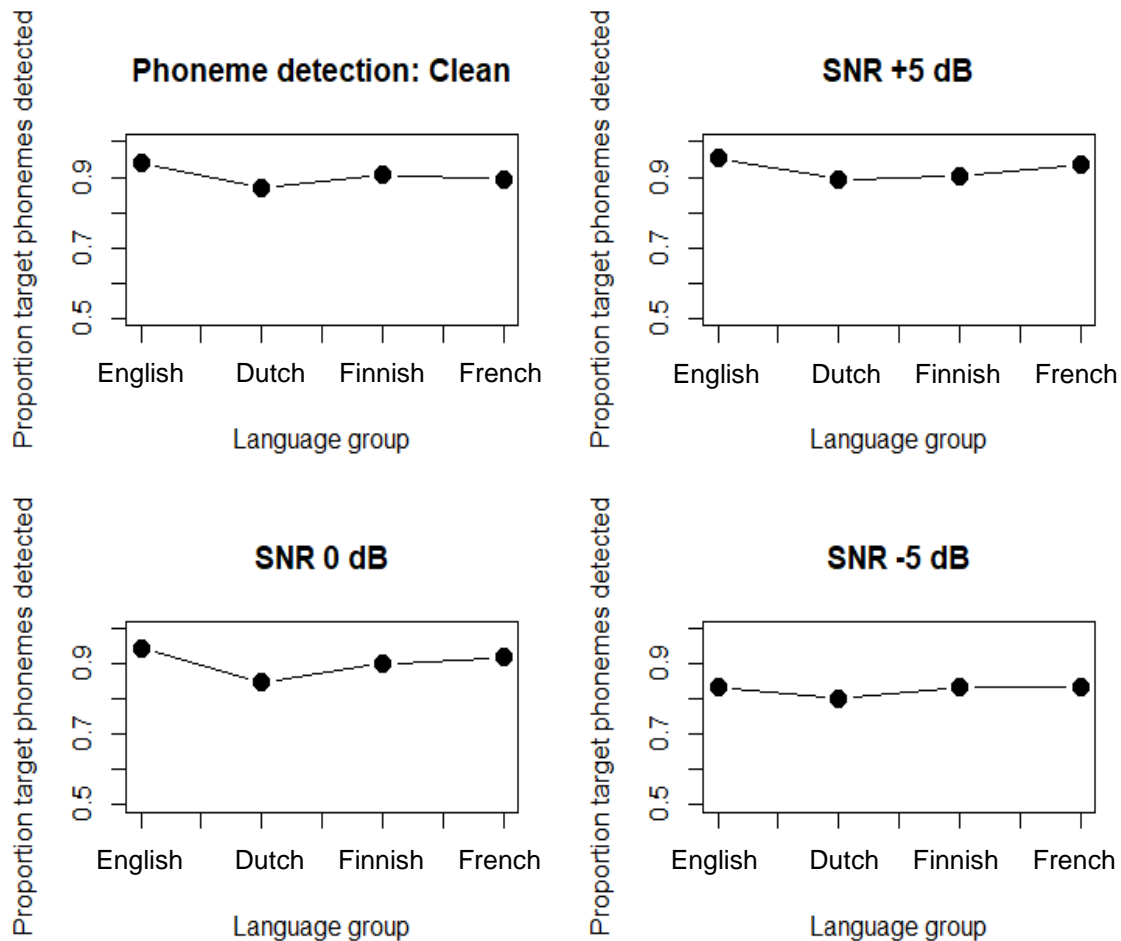 Phoneme detection: Clean
Proportion target phonemes detected
0.9
0.7
0.5
English Dutch Finnish French
Language group
SNR +5 dB
Proportion target phonemes detected
0.9
0.7
0.5
English Dutch Finnish French
Language group
SNR 0 dB
Proportion target phonemes detected
0.9
0.7
0.5
English Dutch Finnish French
Language group
SNR -5 dB
Proportion target phonemes detected
0.9
0.7
0.5
English Dutch Finnish French
Language group